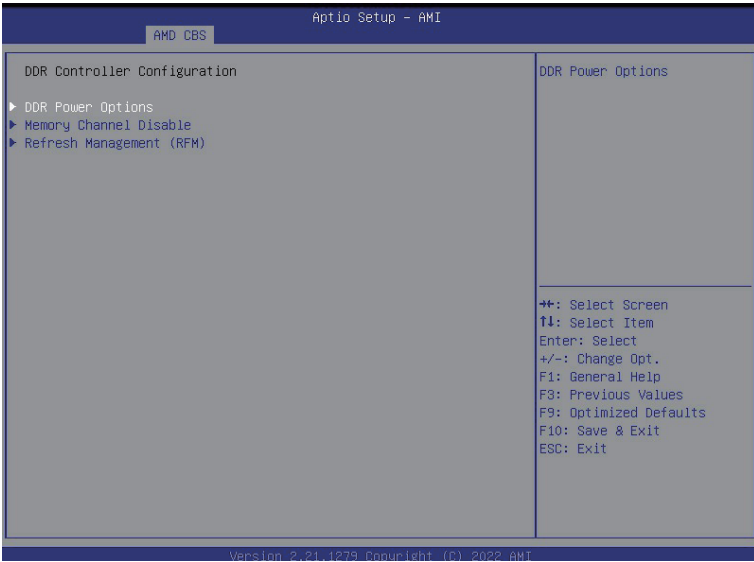 Aptio Setup – AMI
AMD CBS
DDR Controller Configuration
DDR Power Options
Memory Channel Disable
Refresh Management (RFM)
DDR Power Options
→←: Select Screen
↑↓: Select Item
Enter: Select
+/-: Change Opt.
F1: General Help
F3: Previous Values
F9: Optimized Defaults
F10: Save & Exit
ESC: Exit
Version 2.21.1279 Copyright (C) 2022 AMI